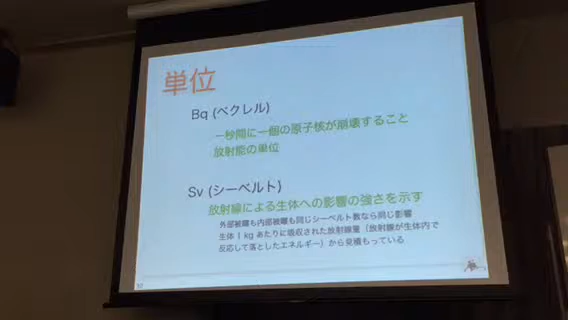 単位
Bq (ベクレル)
一秒間に一個の原子核が崩壊すること
放射能の単位
Sv (シーベルト)
放射線による生体への影響の強さを示す
外部被曝も内部被曝も同じシーベルト数なら同じ影響
生体 1 kg あたりに吸収された放射線量（放射線が生体内で
反応して落としたエネルギー）から見積もっている